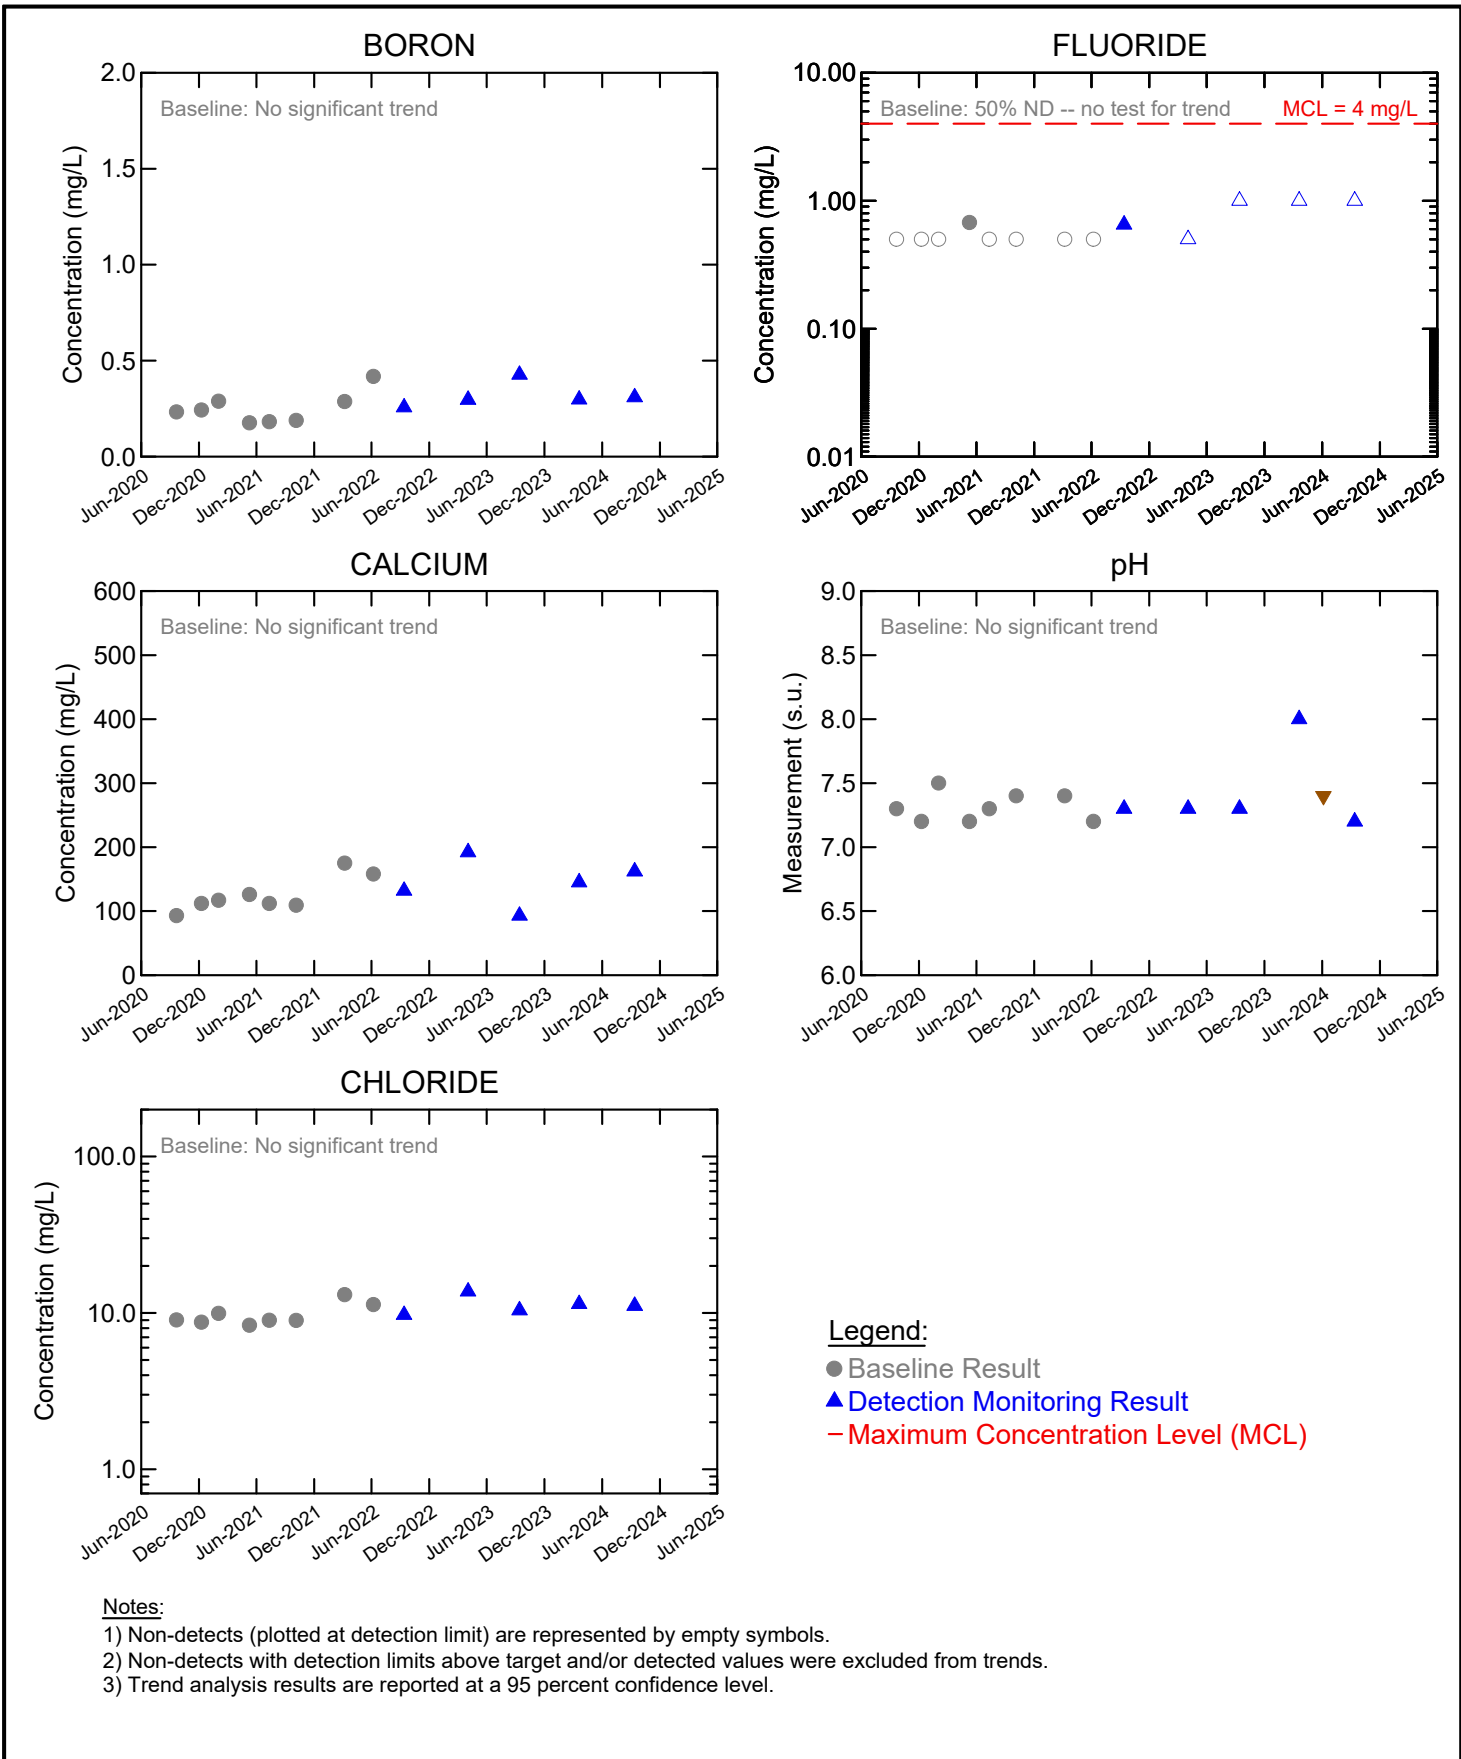 BORON
Baseline: No significant trend
Concentration (mg/L)
2.0
1.5
1.0
0.5
0.0
Jun-2020
Dec-2020
Jun-2021
Dec-2021
Jun-2022
Dec-2022
Jun-2023
Dec-2023
Jun-2024
Dec-2024
Jun-2025
FLUORIDE
Baseline: 50% ND -- no test for trend
MCL = 4 mg/L
Concentration (mg/L)
10.00
1.00
0.10
0.01
Jun-2020
Dec-2020
Jun-2021
Dec-2021
Jun-2022
Dec-2022
Jun-2023
Dec-2023
Jun-2024
Dec-2024
Jun-2025
CALCIUM
Baseline: No significant trend
Concentration (mg/L)
600
500
400
300
200
100
0
Jun-2020
Dec-2020
Jun-2021
Dec-2021
Jun-2022
Dec-2022
Jun-2023
Dec-2023
Jun-2024
Dec-2024
Jun-2025
pH
Baseline: No significant trend
Measurement (s.u.)
9.0
8.5
8.0
7.5
7.0
6.5
6.0
Jun-2020
Dec-2020
Jun-2021
Dec-2021
Jun-2022
Dec-2022
Jun-2023
Dec-2023
Jun-2024
Dec-2024
Jun-2025
CHLORIDE
Baseline: No significant trend
Concentration (mg/L)
100.0
10.0
1.0
Jun-2020
Dec-2020
Jun-2021
Dec-2021
Jun-2022
Dec-2022
Jun-2023
Dec-2023
Jun-2024
Dec-2024
Jun-2025
Legend:
Baseline Result
Detection Monitoring Result
Maximum Concentration Level (MCL)
Notes:
1) Non-detects (plotted at detection limit) are represented by empty symbols.
2) Non-detects with detection limits above target and/or detected values were excluded from trends.
3) Trend analysis results are reported at a 95 percent confidence level.